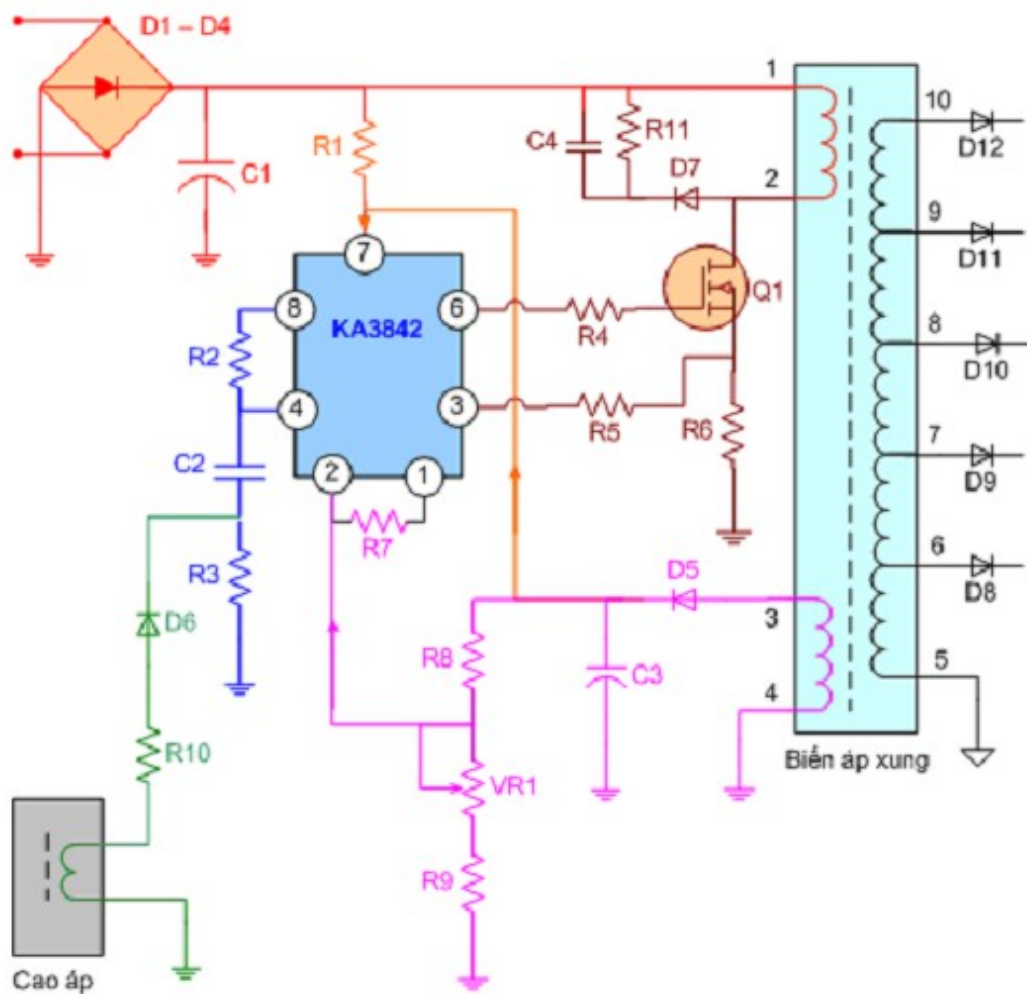 D1 – D4
1
10
R11
D12
R1
C4
C1
D7
2
9
7
D11
8
6
Q1
KA3842
8
R2
R4
D10
4
3
7
R5
R6
C2
2
1
D9
R7
6
R3
D5
D8
3
D6
R8
C3
5
4
R10
Biến áp xung
VR1
R9
Cao áp